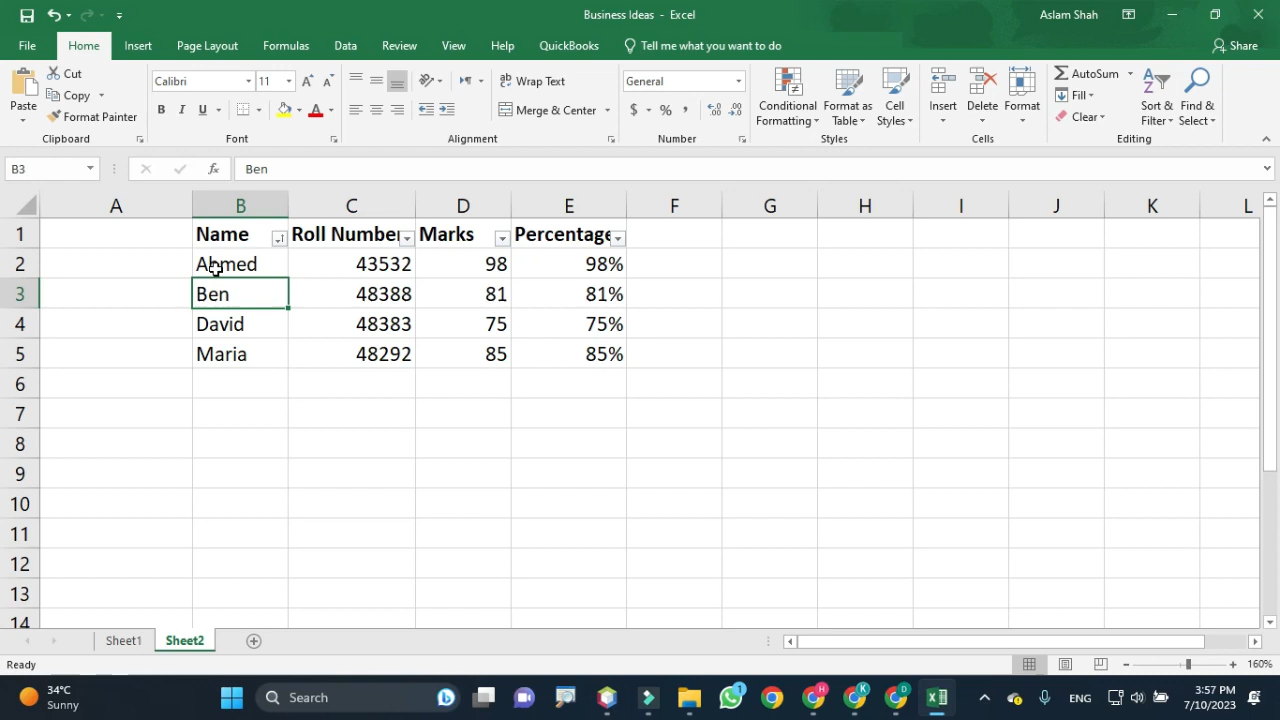 Business Ideas - Excel
Aslam Shah
File Home Insert Page Layout Formulas Data Review View Help QuickBooks Tell me what you want to do Share
Paste
Cut
Copy
Format Painter
Clipboard
Calibri 11
B I U
Font
Wrap Text
Merge & Center
Alignment
General
$ % ,
Number
Conditional Formatting
Format as Table
Cell Styles
Styles
Insert Delete Format
Cells
AutoSum
Fill
Clear
Sort & Filter
Find & Select
Editing
B3 fx Ben
A B C D E F G H I J K L
1 Name Roll Number Marks Percentage
2 Ahmed 43532 98 98%
3 Ben 48388 81 81%
4 David 48383 75 75%
5 Maria 48292 85 85%
6
7
8
9
10
11
12
13
14
Sheet1 Sheet2
Ready 160%
34°C
Sunny
Search
1
H K D
ENG
3:57 PM
7/10/2023